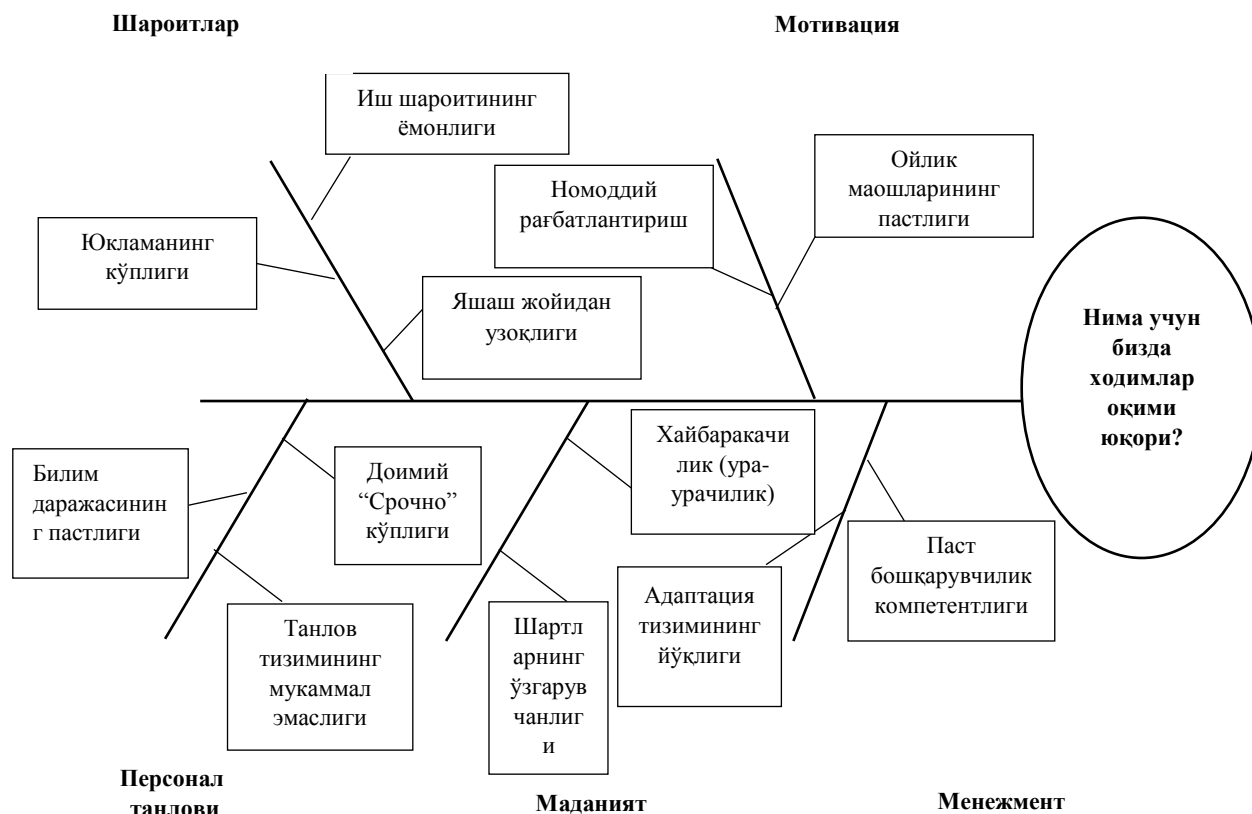 Шароитлар
Мотивация
Иш шароитининг
ёмонлиги
Юкламанинг
кўплиги
Яшаш жойидан
узоқлиги
Номоддий
рағбатлантириш
Ойлик
маошларининг
пастлиги
Нима учун
бизда
ходимлар
оқими
юқори?
Билим
даражасинин
г пастлиги
Доимий
“Срочно”
кўплиги
Танлов
тизимининг
мукаммал
эмаслиги
Хайбаракачи
лик (ура-
урачилик)
Шартл
арнинг
ўзгарув
чанлиг
и
Адаптация
тизимининг
йўқлиги
Паст
бошқарувчилик
компетентлиги
Персонал
танлови
Маданият
Менежмент